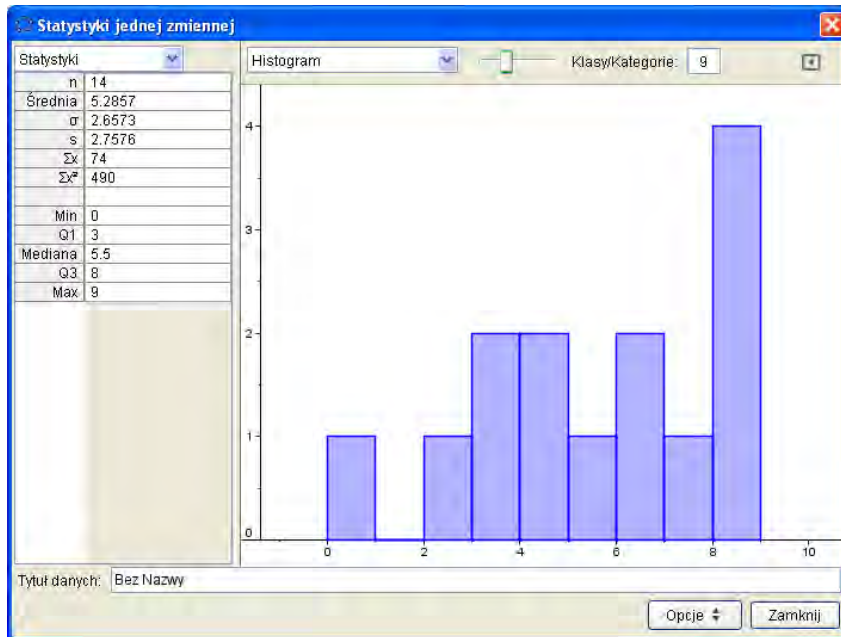 Statystyki jednej zmiennej
Statystyki
n 14
Średnia 5.2857
σ 2.6573
s 2.7576
Σx 74
Σx² 490
Min 0
Q1 3
Mediana 5.5
Q3 8
Max 9
Histogram
Klasy/Kategorie: 9
4
3
2
1
0
0 2 4 6 8 10
Tytuł danych: Bez Nazwy
Opcje Zamknij